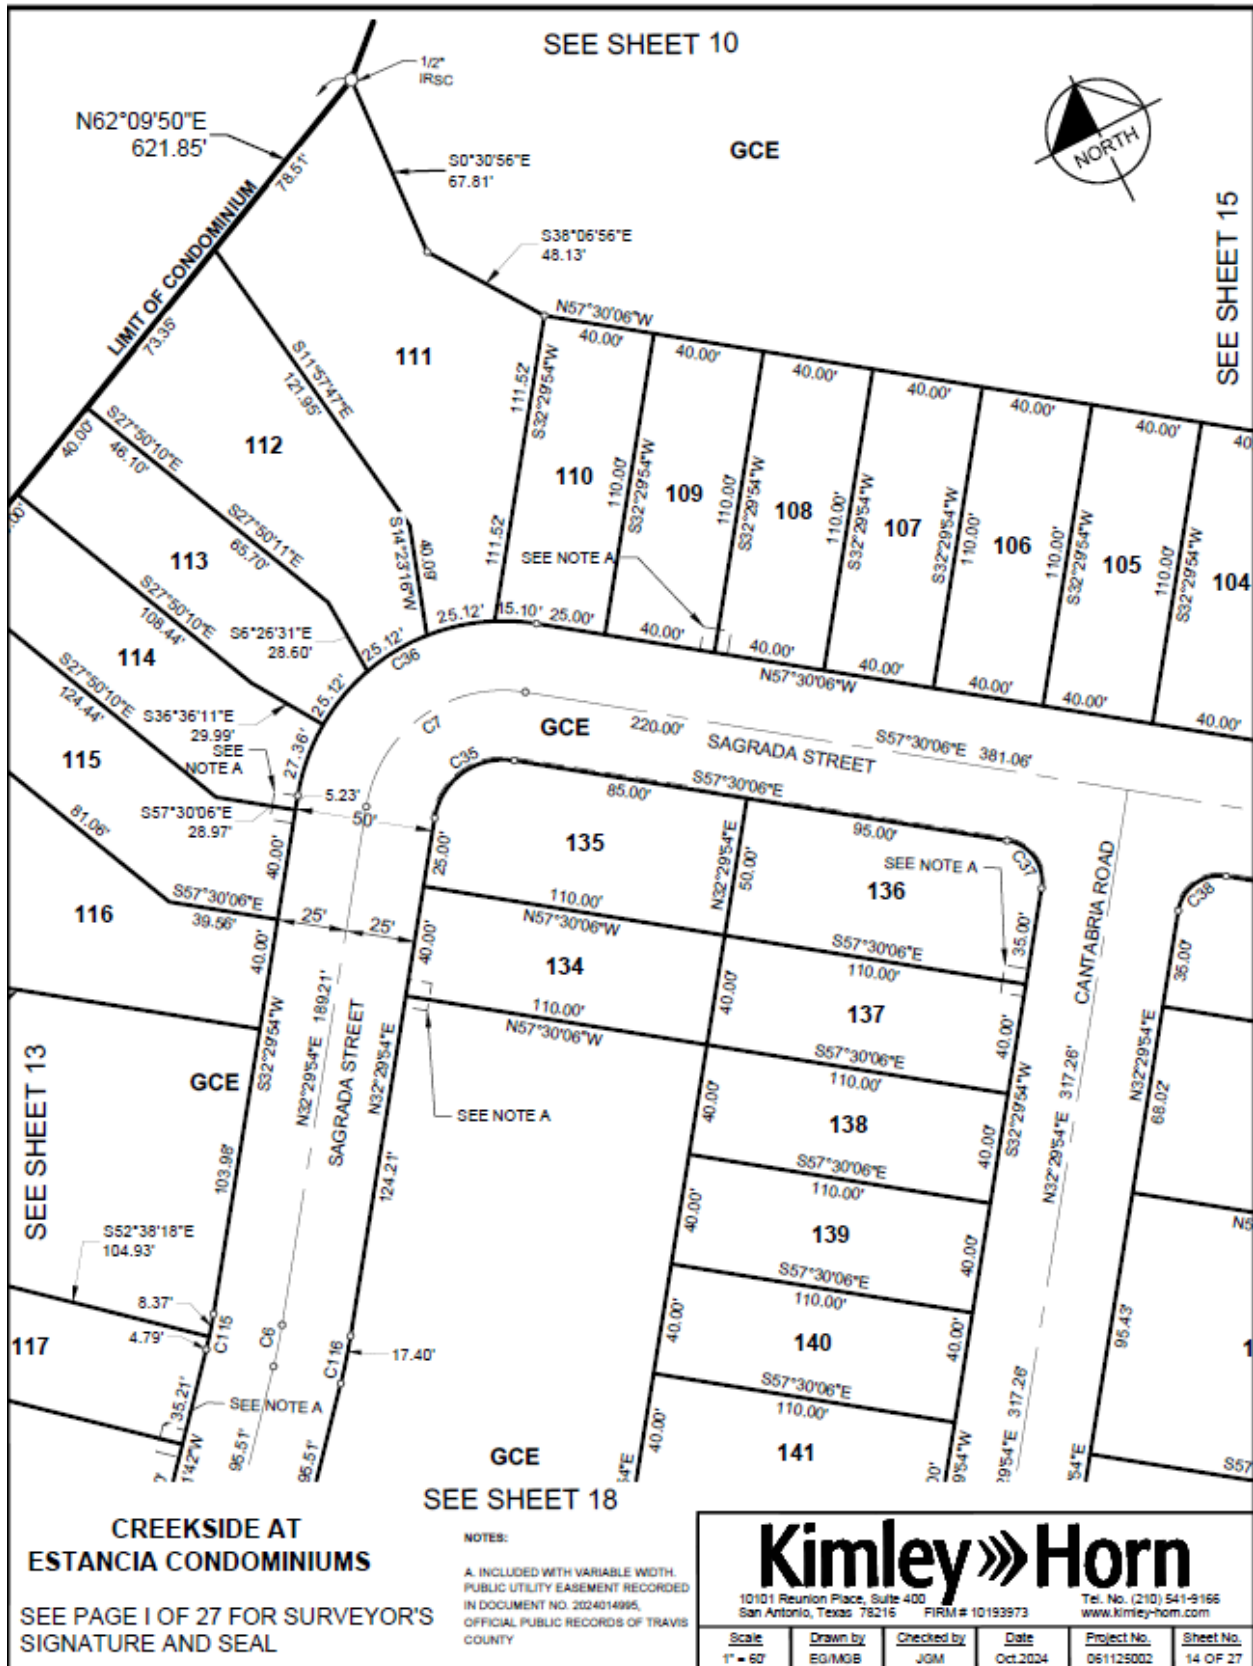 SEE SHEET 10
1/2"
IRSC
N62°09'50"E
621.85'
78.51'
S0°30'56"E
67.81'
GCE
NORTH
SEE SHEET 15
LIMIT OF CONDOMINIUM
73.35'
S38°06'56"E
48.13'
N57°30'06"W
40.00'
40.00'
40.00'
40.00'
40.00'
40.00'
40
111
S11°57'47"E
121.95'
111.52'
S32°29'54"W
111.52'
112
S27°50'10"E
46.10'
40.00'
S27°50'11"E
65.70'
S14°23'16"W
40.09'
110
110.00'
S32°29'54"W
109
110.00'
S32°29'54"W
108
110.00'
S32°29'54"W
107
S32°29'54"W
110.00'
106
110.00'
S32°29'54"W
105
110.00'
S32°29'54"W
104
SEE NOTE A
113
S27°50'10"E
108.44'
S6°26'31"E
28.60'
25.12'
15.10'
25.00'
25.12'
C36
25.12'
40.00'
40.00'
40.00'
40.00'
40.00'
40.00'
N57°30'06"W
114
S27°50'10"E
124.44'
S36°36'11"E
29.99'
SEE
NOTE A
27.36'
C7
GCE
220.00'
SAGRADA STREET
S57°30'06"E 381.06'
115
81.06'
S57°30'06"E
28.97'
5.23'
50'
C35
S57°30'06"E
85.00'
95.00'
C37
C38
40.00'
25.00'
135
N32°29'54"E
50.00'
SEE NOTE A
136
35.00'
CANTABRIA ROAD
35.00'
116
S57°30'06"E
39.56'
25'
25'
110.00'
N57°30'06"W
S57°30'06"E
110.00'
40.00'
40.00'
134
110.00'
N57°30'06"W
40.00'
137
40.00'
S57°30'06"E
110.00'
S32°29'54"W
N32°29'54"E 189.21'
SAGRADA STREET
N32°29'54"E
GCE
SEE SHEET 13
SEE NOTE A
40.00'
138
40.00'
S32°29'54"W
N32°29'54"E 317.26'
N32°29'54"E
68.02'
S57°30'06"E
110.00'
103.98'
124.21'
40.00'
139
40.00'
S57°30'06"E
110.00'
S52°38'18"E
104.93'
8.37'
4.79'
C115
C6
C116
17.40'
117
40.00'
140
40.00'
95.43'
S57°30'06"E
110.00'
35.21'
SEE NOTE A
1'42"W
95.51'
95.51'
GCE
40.00'
54"E
141
9'54"W
29'54"E 317.26'
54"E
S57
SEE SHEET 18
CREEKSIDE AT
ESTANCIA CONDOMINIUMS
SEE PAGE I OF 27 FOR SURVEYOR'S
SIGNATURE AND SEAL
NOTES:
A. INCLUDED WITH VARIABLE WIDTH.
PUBLIC UTILITY EASEMENT RECORDED
IN DOCUMENT NO. 2024014995,
OFFICIAL PUBLIC RECORDS OF TRAVIS
COUNTY
Kimley»Horn
10101 Reunion Place, Suite 400
San Antonio, Texas 78216 FIRM # 10193973
Tel. No. (210) 541-9166
www.kimley-horn.com
Scale Drawn by Checked by Date Project No. Sheet No.
1" = 60' EG/MGB JGM Oct.2024 061125002 14 OF 27